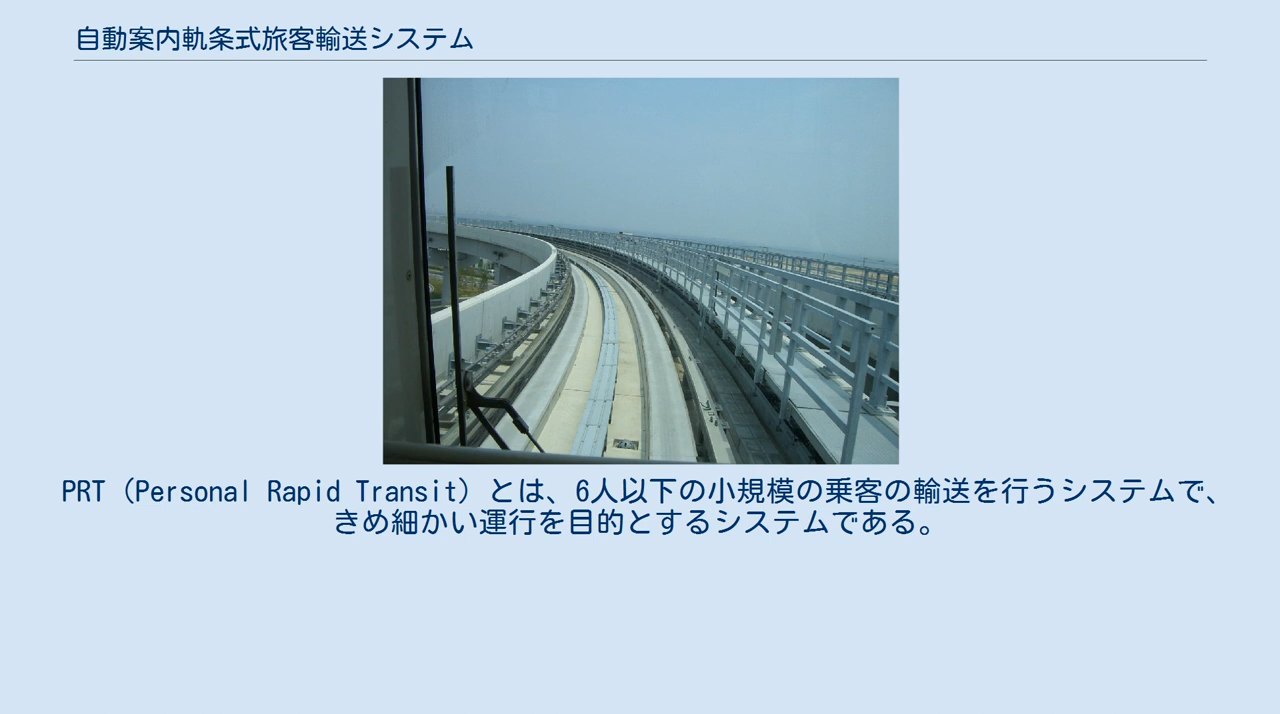 自動案内軌条式旅客輸送システム
PRT（Personal Rapid Transit）とは、6人以下の小規模の乗客の輸送を行うシステムで、
きめ細かい運行を目的とするシステムである。